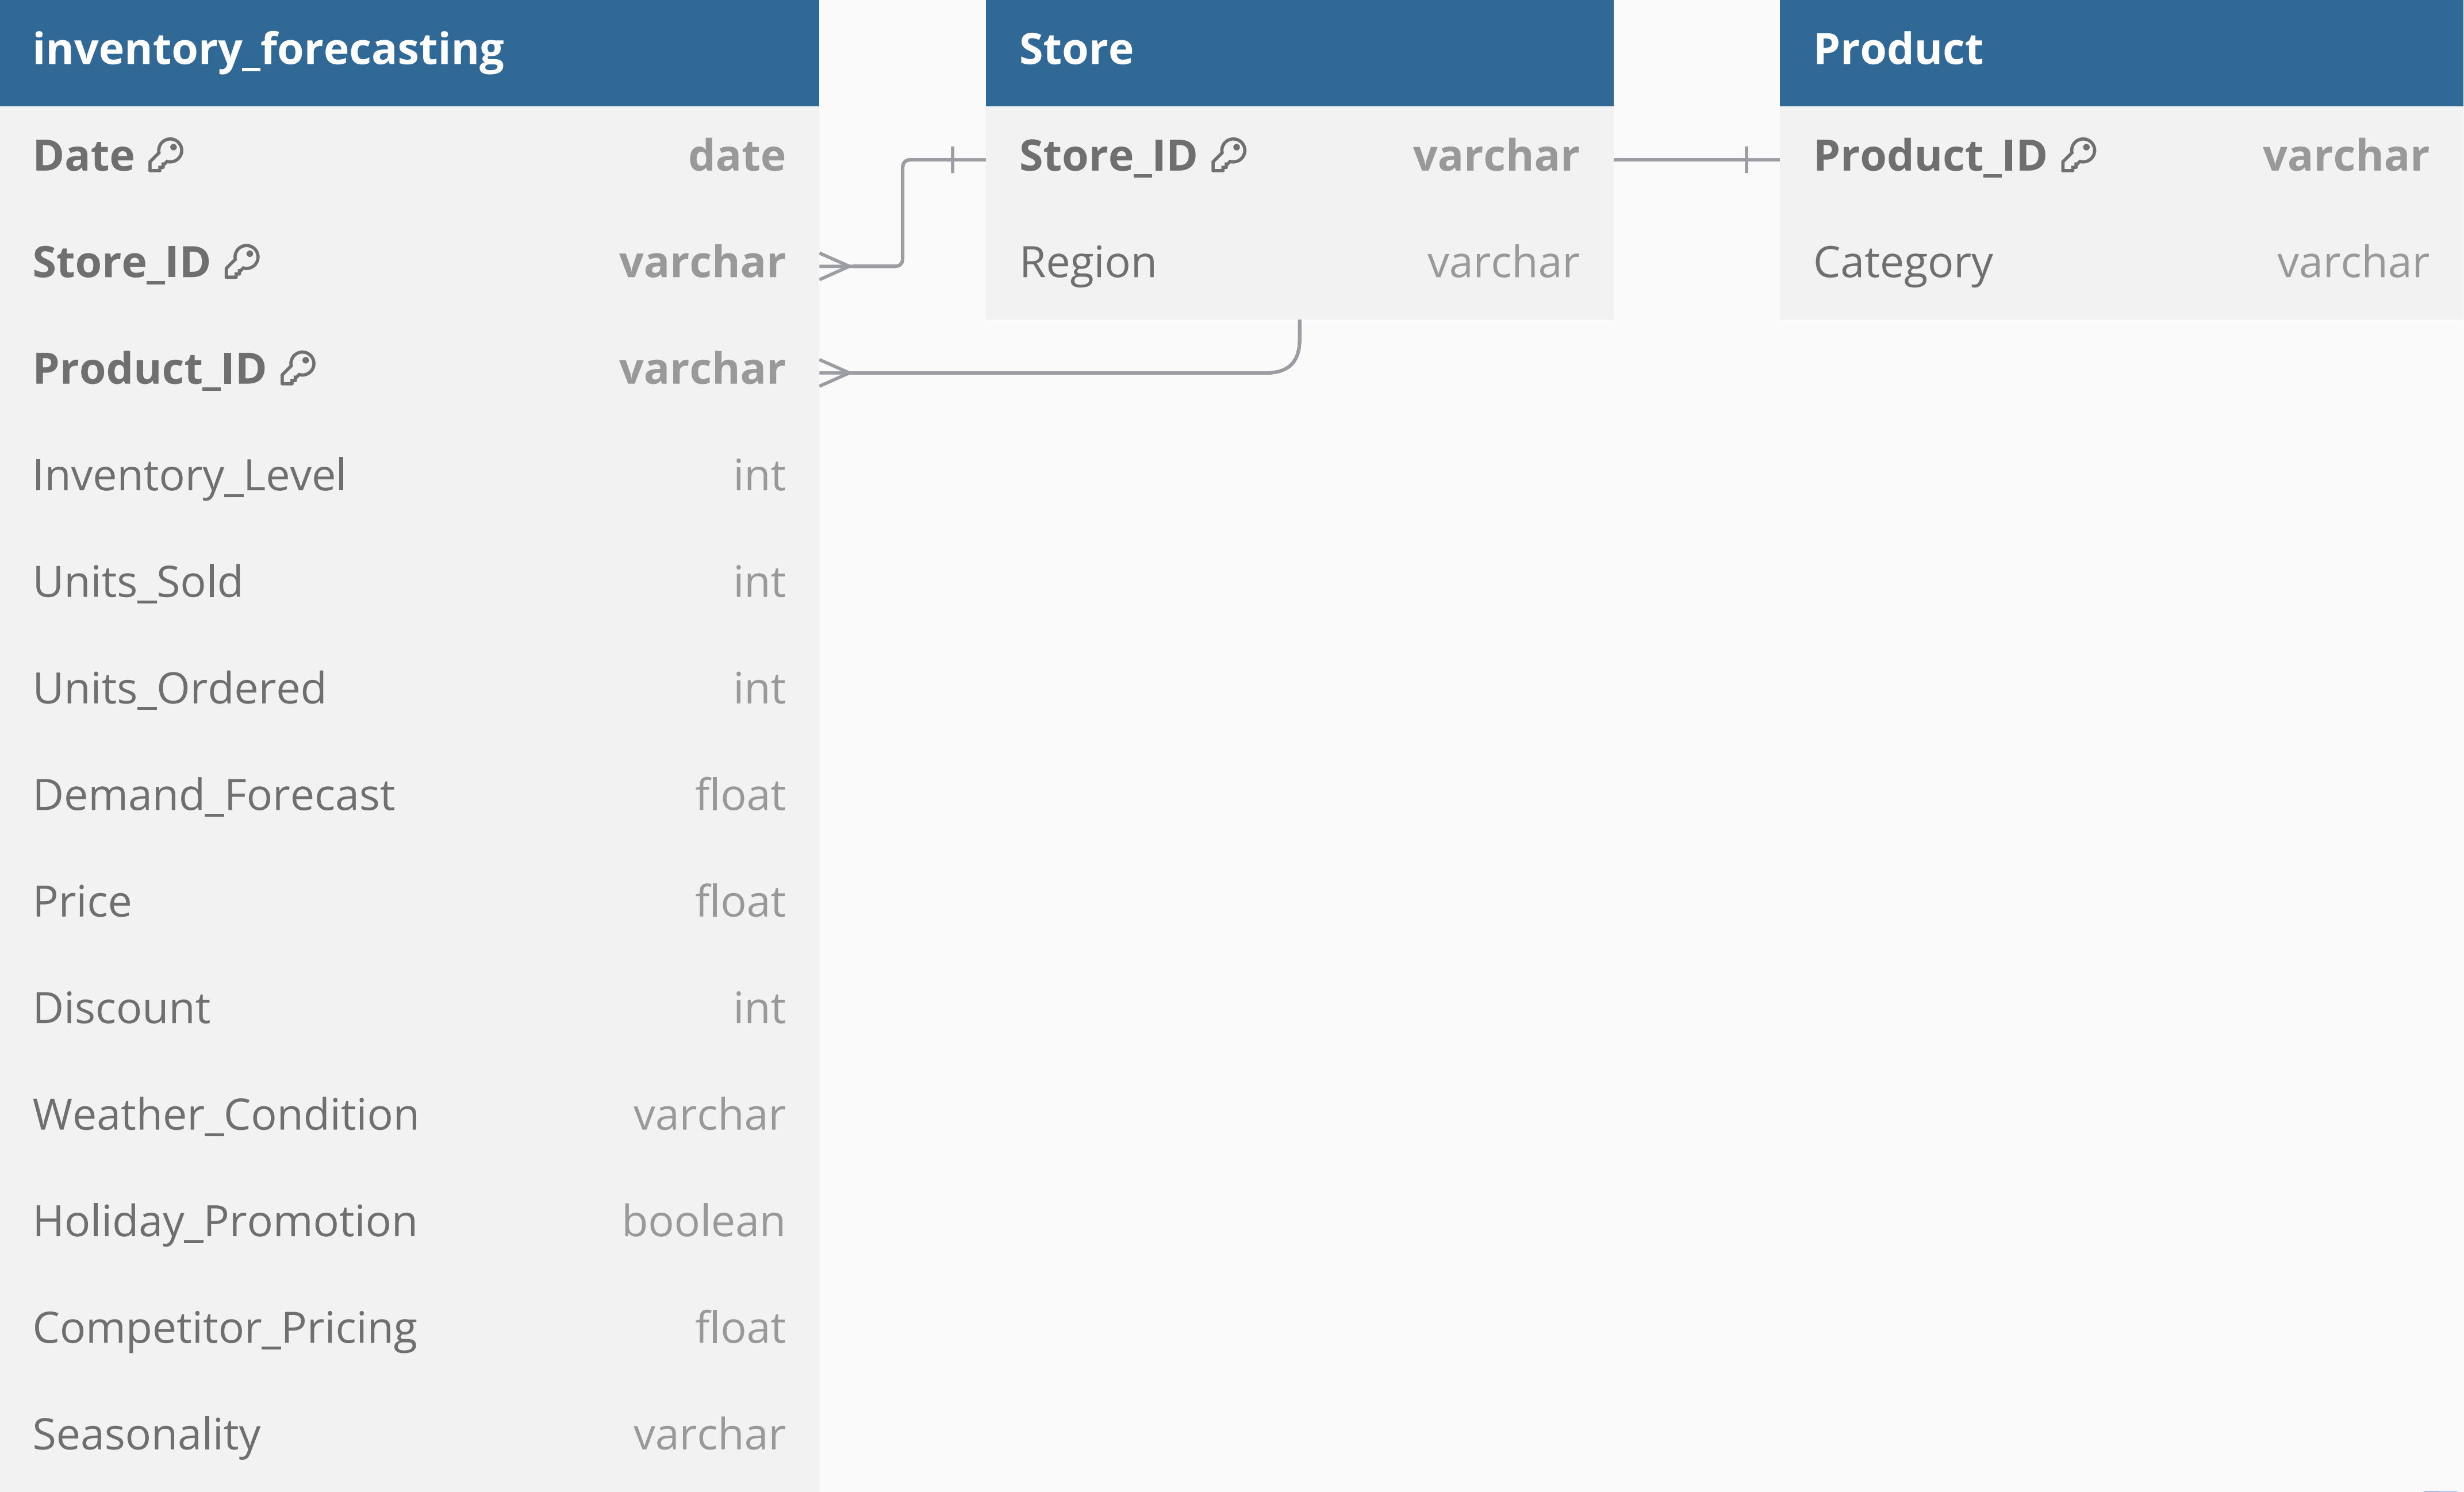 inventory_forecasting
Date date
Store_ID varchar
Product_ID varchar
Inventory_Level int
Units_Sold int
Units_Ordered int
Demand_Forecast float
Price float
Discount int
Weather_Condition varchar
Holiday_Promotion boolean
Competitor_Pricing float
Seasonality varchar
Store
Store_ID varchar
Region varchar
Product
Product_ID varchar
Category varchar